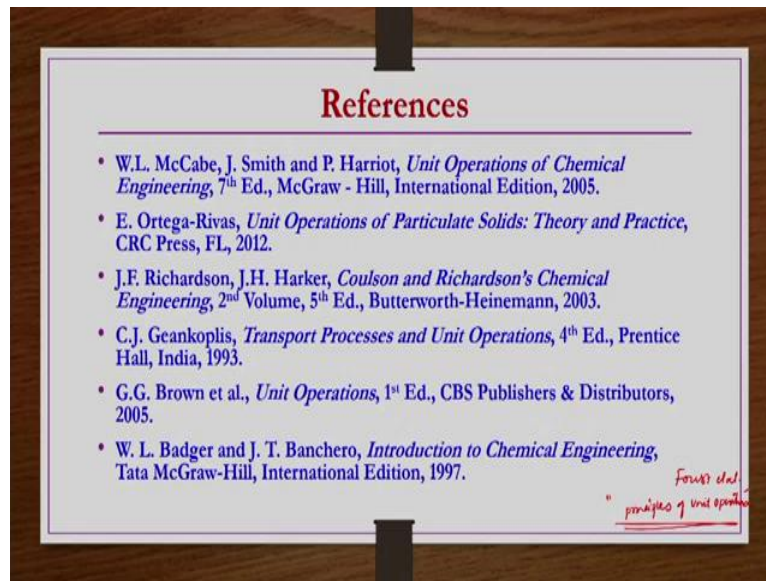 References
• W.L. McCabe, J. Smith and P. Harriot, Unit Operations of Chemical
Engineering, 7th Ed., McGraw - Hill, International Edition, 2005.
• E. Ortega-Rivas, Unit Operations of Particulate Solids: Theory and Practice,
CRC Press, FL, 2012.
• J.F. Richardson, J.H. Harker, Coulson and Richardson's Chemical
Engineering, 2nd Volume, 5th Ed., Butterworth-Heinemann, 2003.
• C.J. Geankoplis, Transport Processes and Unit Operations, 4th Ed., Prentice
Hall, India, 1993.
• G.G. Brown et al., Unit Operations, 1st Ed., CBS Publishers & Distributors,
2005.
• W. L. Badger and J. T. Banchero, Introduction to Chemical Engineering,
Tata McGraw-Hill, International Edition, 1997.
Foust et al.
principles of Unit